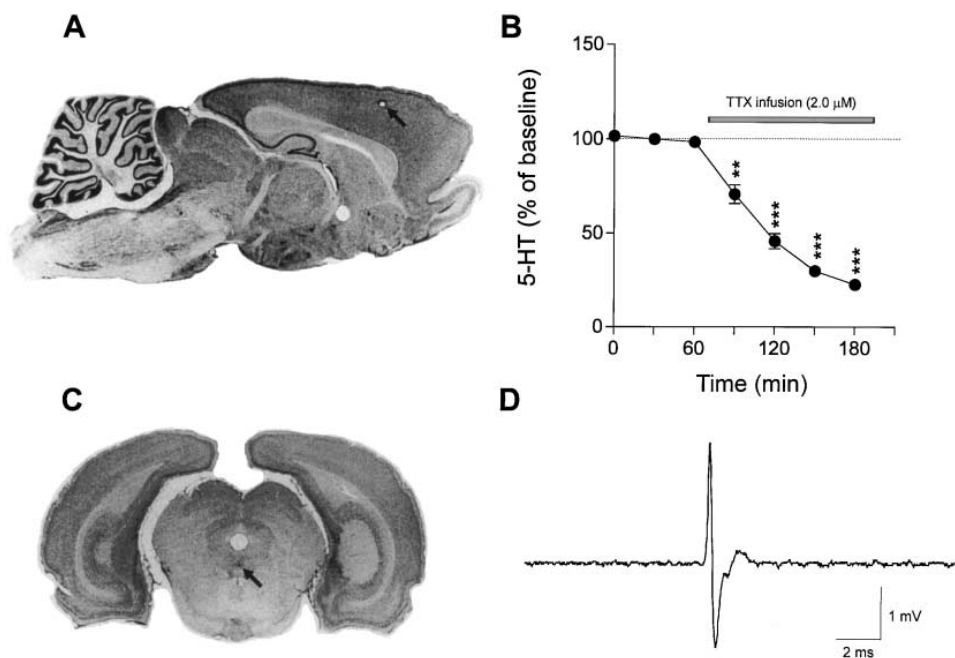 A
B
150
100
50
0
5-HT (% of baseline)
TTX infusion (2.0 µM)
**
***
***
***
0
60
120
180
Time (min)
C
D
1 mV
2 ms